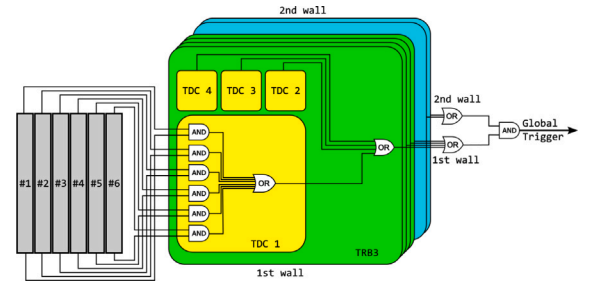 2nd wall
TDC 4 TDC 3 TDC 2
2nd wall
OR
AND
Global
Trigger
AND
AND
AND
AND
AND
AND
OR
OR
OR
1st wall
#1 #2 #3 #4 #5 #6
TDC 1
TRB3
1st wall